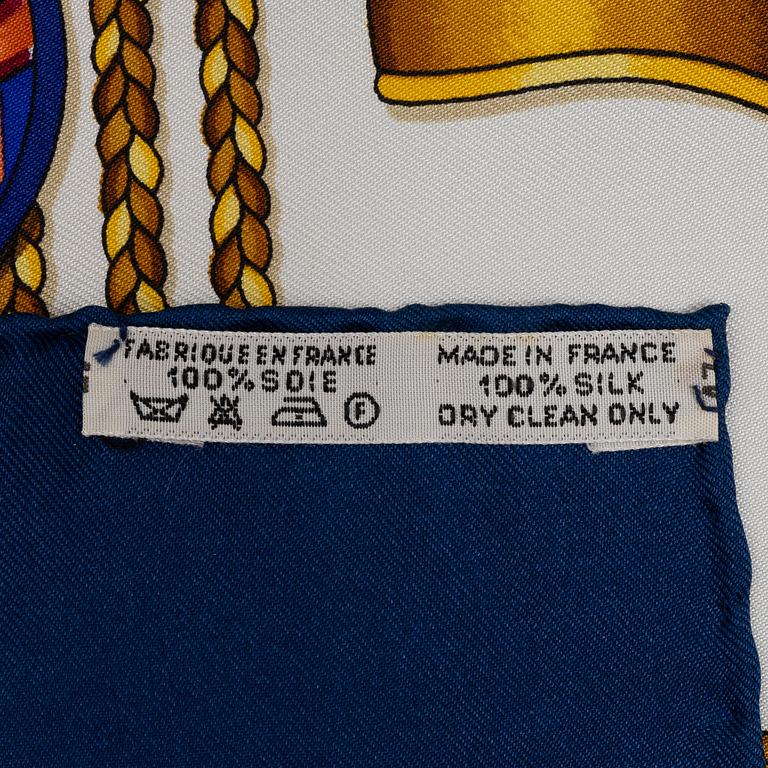 FABRIQUE EN FRANCE
100% SOIE
F
MADE IN FRANCE
100% SILK
DRY CLEAN ONLY